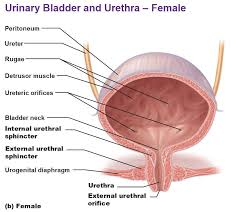 Urinary Bladder and Urethra – Female
Peritoneum
Ureter
Rugae
Detrusor muscle
Ureteric orifices
Bladder neck
Internal urethral
sphincter
External urethral
sphincter
Urogenital diaphragm
Urethra
External urethral
orifice
(b) Female